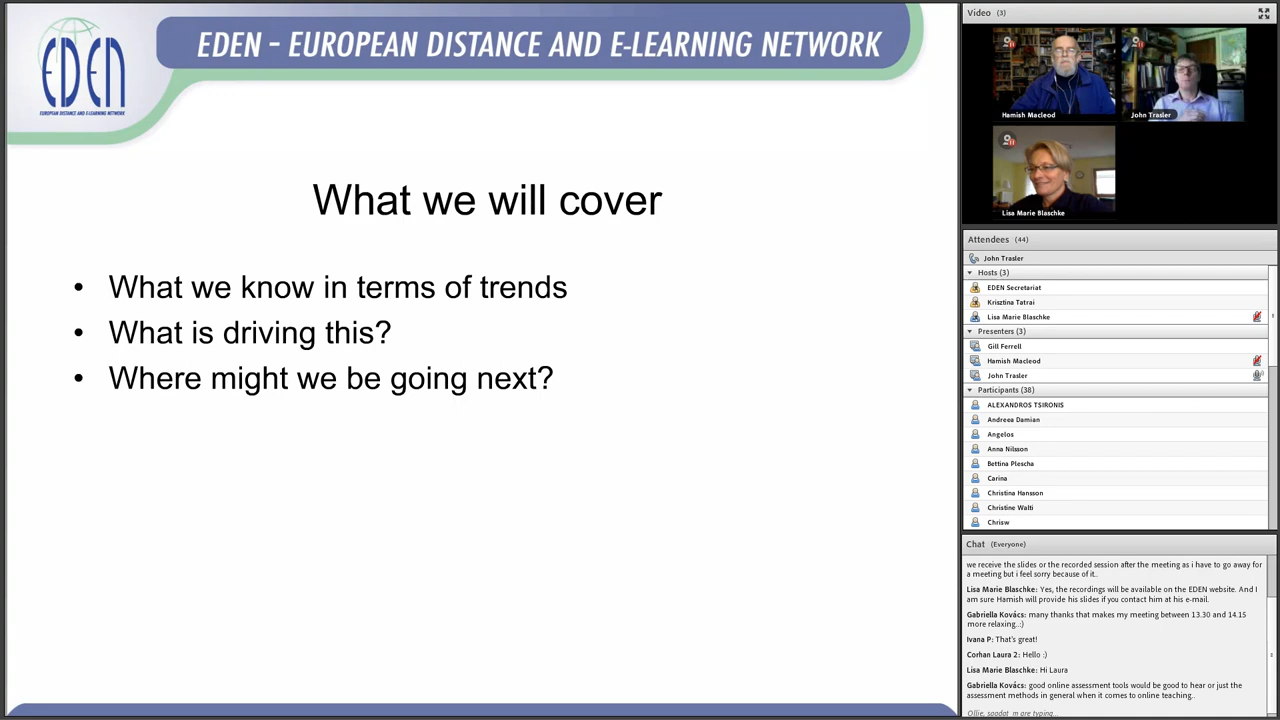 EDEN
EUROPEAN DISTANCE AND E-LEARNING NETWORK
EDEN – EUROPEAN DISTANCE AND E-LEARNING NETWORK
What we will cover
• What we know in terms of trends
• What is driving this?
• Where might we be going next?
Video (3)
Hamish Macleod
John Trasler
Lisa Marie Blaschke
Attendees (44)
John Trasler
Hosts (3)
EDEN Secretariat
Krisztina Tatrai
Lisa Marie Blaschke
Presenters (3)
Gill Ferrell
Hamish Macleod
John Trasler
Participants (38)
ALEXANDROS TSIRONIS
Andreea Damian
Angelos
Anna Nilsson
Bettina Plescha
Carina
Christina Hansson
Christine Walti
Chrisw
Chat (Everyone)
we receive the slides or the recorded session after the meeting as i have to go away for
a meeting but i feel sorry because of it..
Lisa Marie Blaschke: Yes, the recordings will be available on the EDEN website. And I
am sure Hamish will provide his slides if you contact him at his e-mail.
Gabriella Kovács: many thanks that makes my meeting between 13.30 and 14.15
more relaxing..:)
Ivana P: That's great!
Corhan Laura 2: Hello :)
Lisa Marie Blaschke: Hi Laura
Gabriella Kovács: good online assessment tools would be good to hear or just the
assessment methods in general when it comes to online teaching..
Ollie, saadat m are typing...